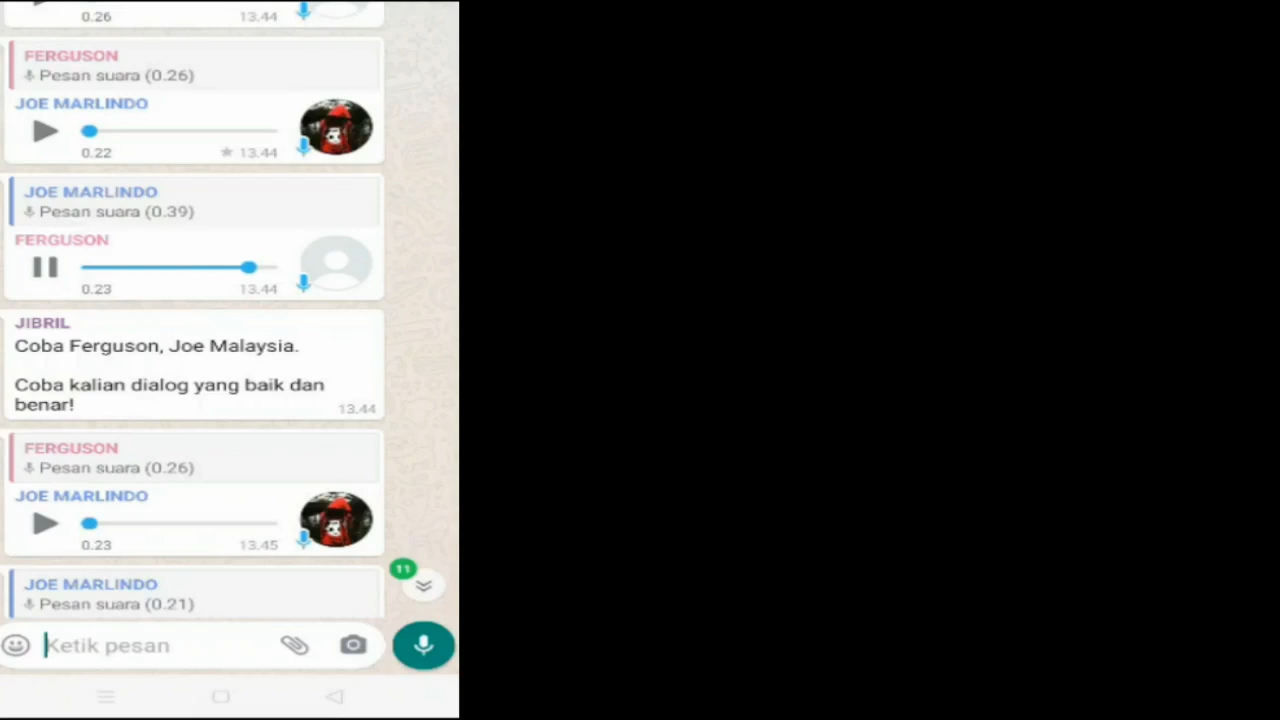 0.26 13.44
FERGUSON
Pesan suara (0.26)
JOE MARLINDO
0.22 ★ 13.44
JOE MARLINDO
Pesan suara (0.39)
FERGUSON
0.23 13.44
JIBRIL
Coba Ferguson, Joe Malaysia.
Coba kalian dialog yang baik dan
benar!
13.44
FERGUSON
Pesan suara (0.26)
JOE MARLINDO
0.23 13.45
11
JOE MARLINDO
Pesan suara (0.21)
Ketik pesan